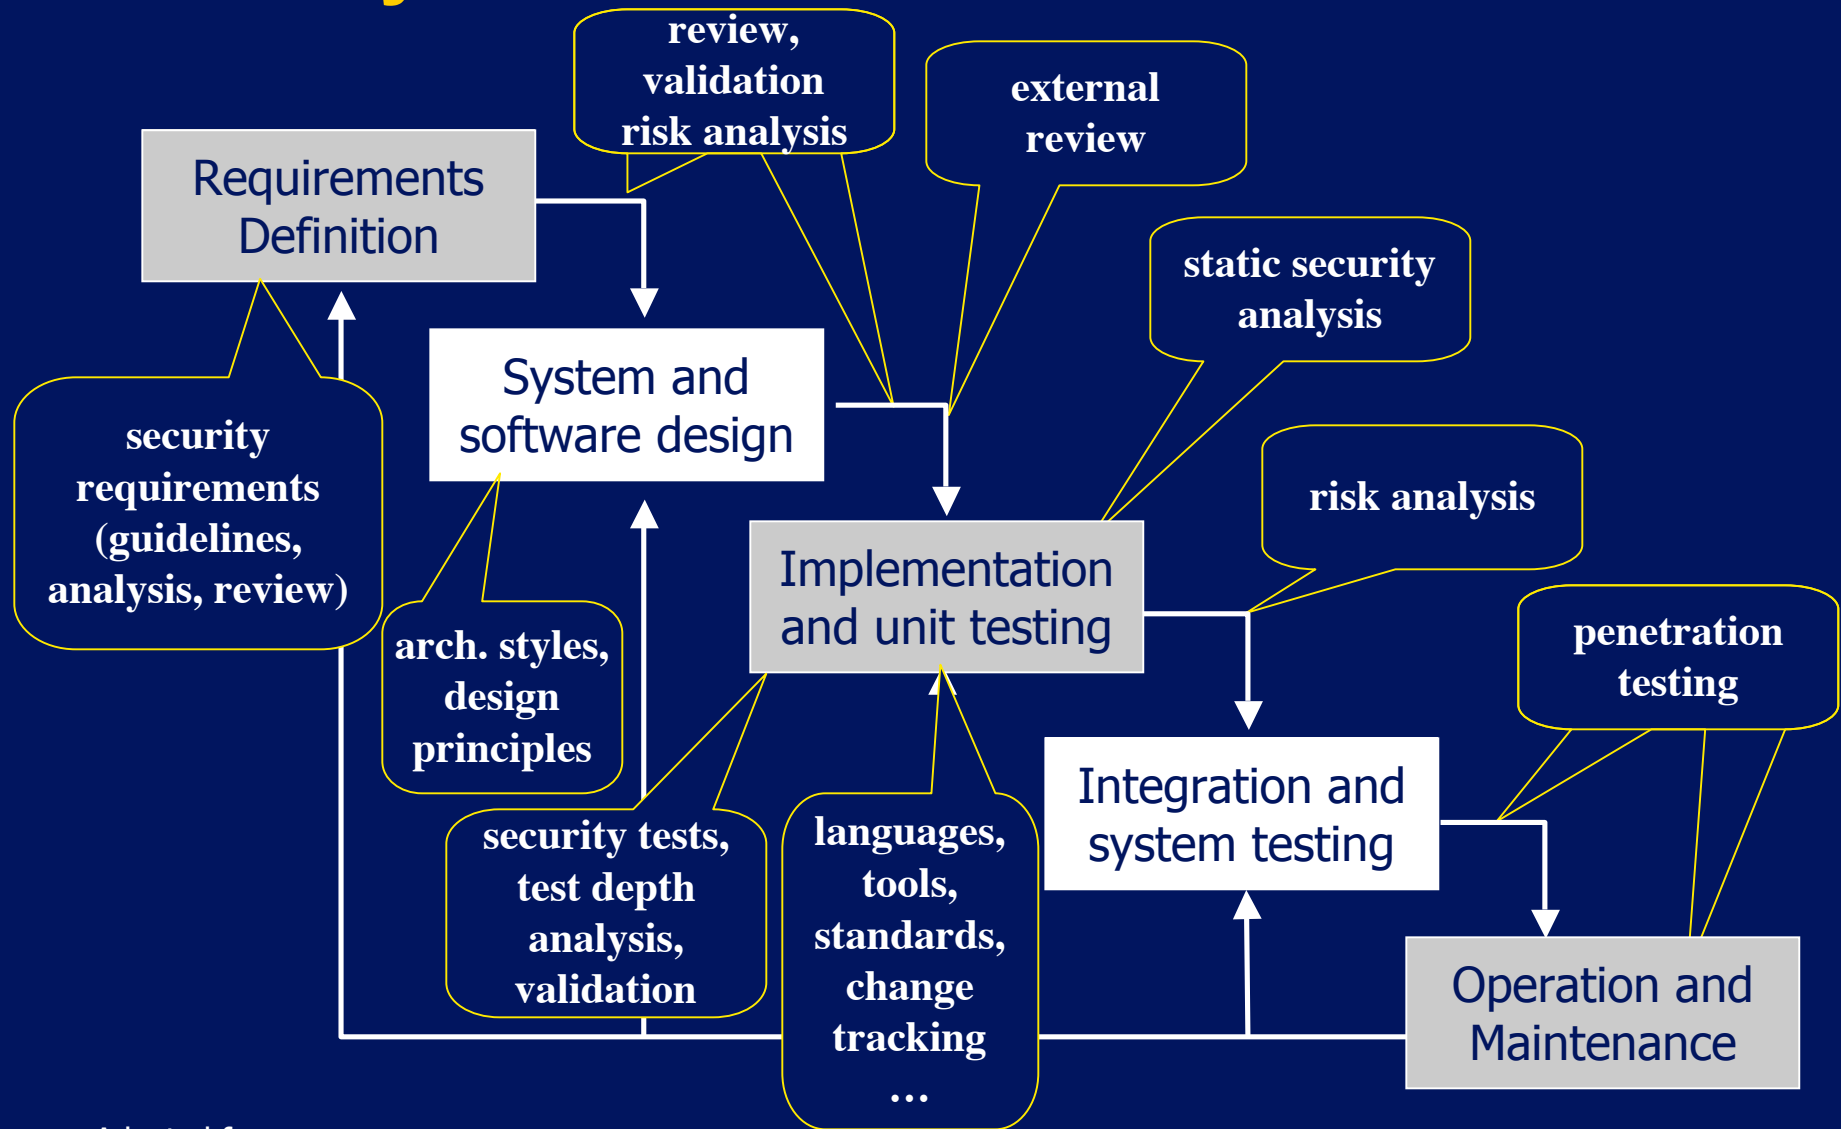 review,
validation
risk analysis
external
review
Requirements
Definition
static security
analysis
System and
software design
security
requirements
(guidelines,
analysis, review)
risk analysis
Implementation
and unit testing
arch. styles,
design
principles
penetration
testing
Integration and
system testing
security tests,
test depth
analysis,
validation
languages,
tools,
standards,
change
tracking
...
Operation and
Maintenance